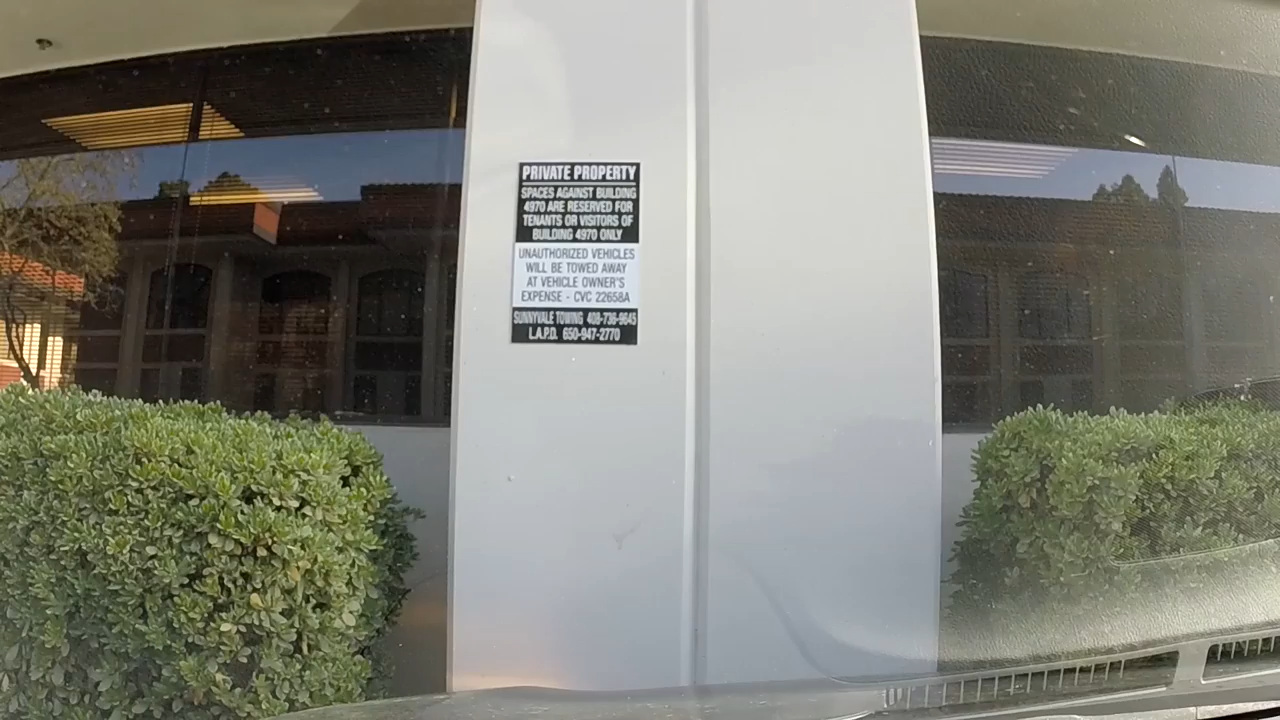 PRIVATE PROPERTY
SPACES AGAINST BUILDING
4970 ARE RESERVED FOR
TENANTS OR VISITORS OF
BUILDING 4970 ONLY
UNAUTHORIZED VEHICLES
WILL BE TOWED AWAY
AT VEHICLE OWNER'S
EXPENSE - CVC 22658A
SUNNYVALE TOWING 408-736-9645
L.A.P.D. 650-947-2770